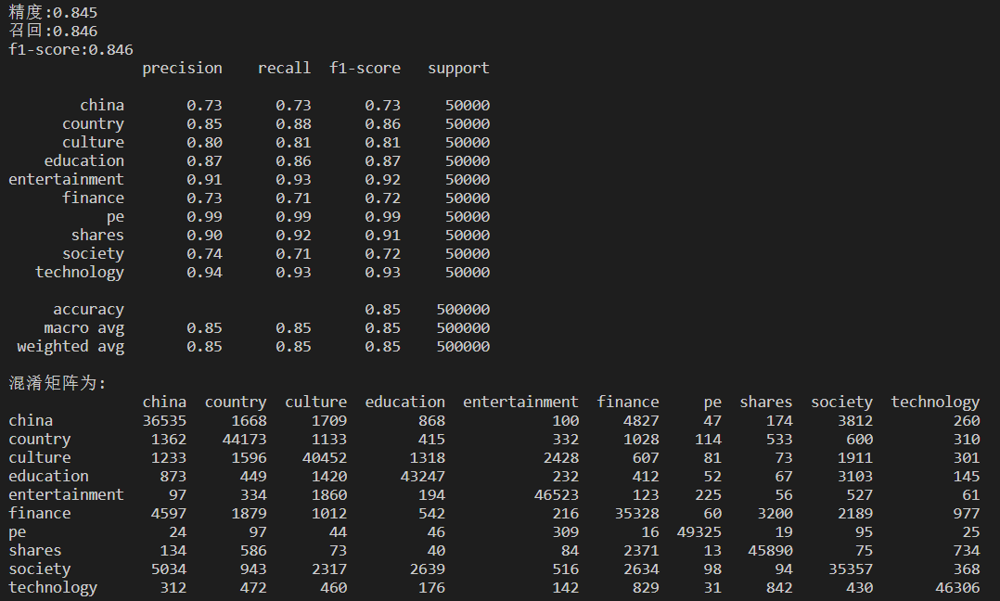 精度:0.845
召回:0.846
f1-score:0.846
precision recall f1-score support
china 0.73 0.73 0.73 50000
country 0.85 0.88 0.86 50000
culture 0.80 0.81 0.81 50000
education 0.87 0.86 0.87 50000
entertainment 0.91 0.93 0.92 50000
finance 0.73 0.71 0.72 50000
pe 0.99 0.99 0.99 50000
shares 0.90 0.92 0.91 50000
society 0.74 0.71 0.72 50000
technology 0.94 0.93 0.93 50000
accuracy 0.85 500000
macro avg 0.85 0.85 0.85 500000
weighted avg 0.85 0.85 0.85 500000
混淆矩阵为:
china country culture education entertainment finance pe shares society technology
china 36535 1668 1709 868 100 4827 47 174 3812 260
country 1362 44173 1133 415 332 1028 114 533 600 310
culture 1233 1596 40452 1318 2428 607 81 73 1911 301
education 873 449 1420 43247 232 412 52 67 3103 145
entertainment 97 334 1860 194 46523 123 225 56 527 61
finance 4597 1879 1012 542 216 35328 60 3200 2189 977
pe 24 97 44 46 309 16 49325 19 95 25
shares 134 586 73 40 84 2371 13 45890 75 734
society 5034 943 2317 2639 516 2634 98 94 35357 368
technology 312 472 460 176 142 829 31 842 430 46306